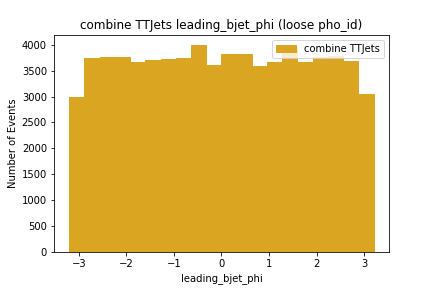 combine TTJets leading_bjet_phi (loose pho_id)
combine TTJets
Number of Events
4000
3500
3000
2500
2000
1500
1000
500
0
−3 −2 −1 0 1 2 3
leading_bjet_phi